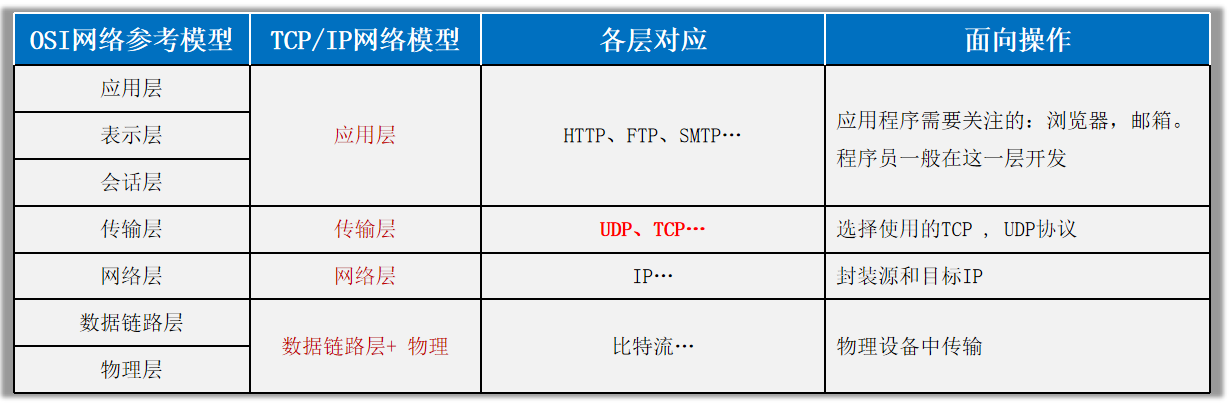 OSI网络参考模型 TCP/IP网络模型 各层对应 面向操作
应用层
表示层
会话层
应用层
HTTP、FTP、SMTP…
应用程序需要关注的：浏览器，邮箱。
程序员一般在这一层开发
传输层 传输层 UDP、TCP… 选择使用的TCP , UDP协议
网络层 网络层 IP… 封装源和目标IP
数据链路层
物理层
数据链路层+ 物理
比特流…
物理设备中传输